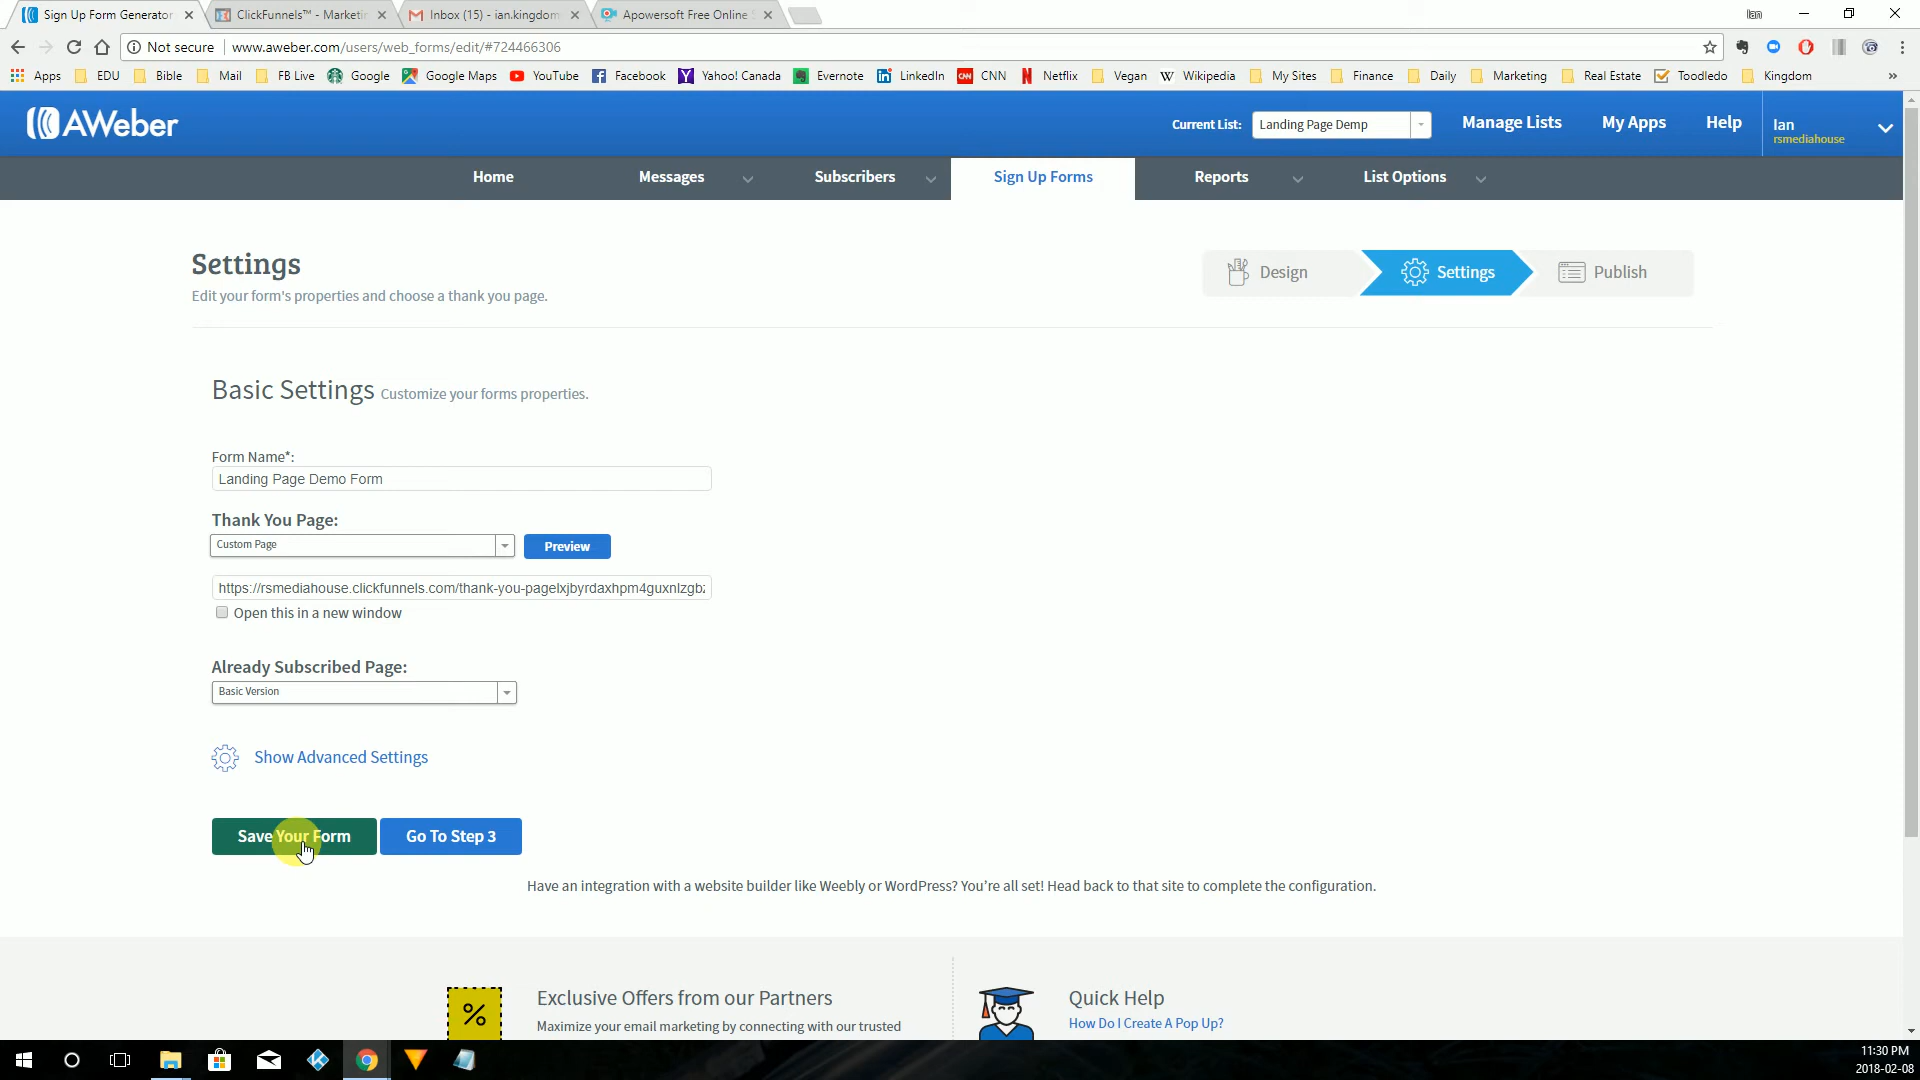 Sign Up Form Generator
ClickFunnels™ - Marketi
Inbox (15) - ian.kingdom
Apowersoft Free Online S
Ian
Not secure
www.aweber.com/users/web_forms/edit/#724466306
Apps
EDU
Bible
Mail
FB Live
Google
Google Maps
YouTube
Facebook
Yahoo! Canada
Evernote
LinkedIn
CNN
Netflix
Vegan
Wikipedia
My Sites
Finance
Daily
Marketing
Real Estate
Toodledo
Kingdom
»
AWeber
Current List:
Landing Page Demp
Manage Lists
My Apps
Help
Ian
rsmediahouse
Home
Messages
Subscribers
Sign Up Forms
Reports
List Options
Settings
Edit your form's properties and choose a thank you page.
Design
Settings
Publish
Basic Settings Customize your forms properties.
Form Name*:
Landing Page Demo Form
Thank You Page:
Custom Page
Preview
https://rsmediahouse.clickfunnels.com/thank-you-pagelxjbyrdaxhpm4guxnlzgbz
Open this in a new window
Already Subscribed Page:
Basic Version
Show Advanced Settings
Save Your Form
Go To Step 3
Have an integration with a website builder like Weebly or WordPress? You're all set! Head back to that site to complete the configuration.
%
Exclusive Offers from our Partners
Maximize your email marketing by connecting with our trusted
Quick Help
How Do I Create A Pop Up?
11:30 PM
2018-02-08